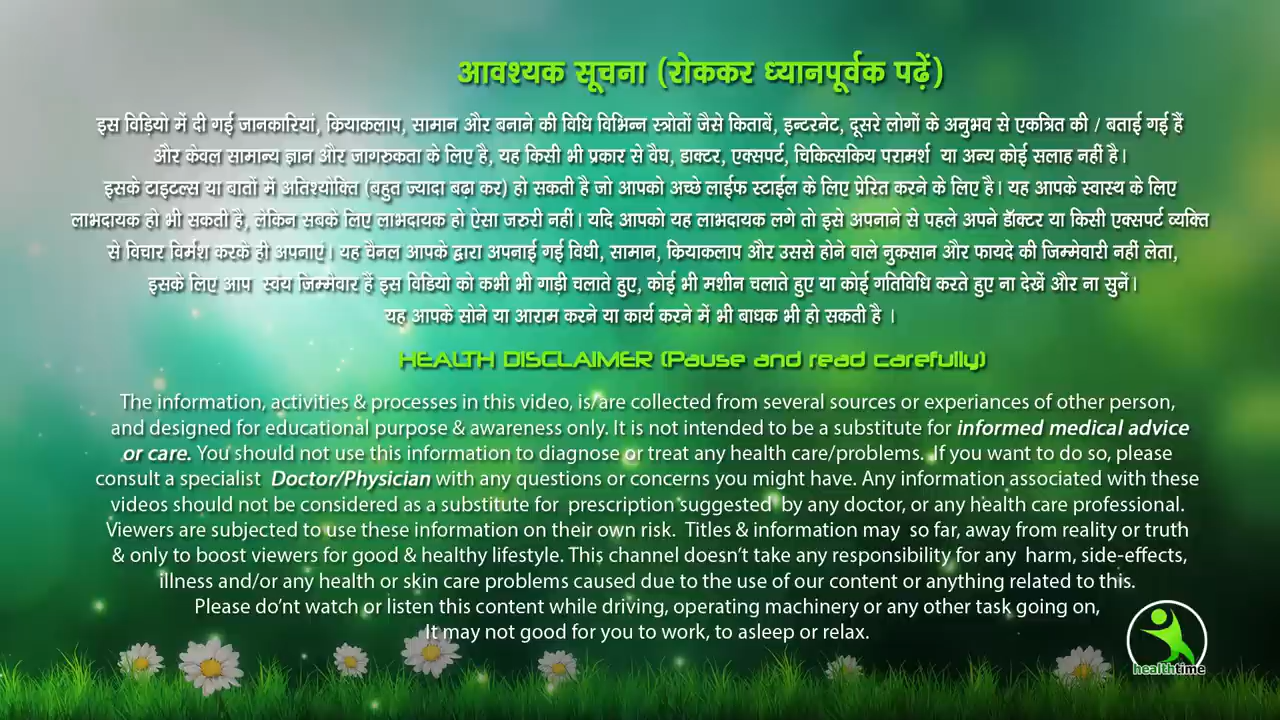 आवश्यक सूचना (रोककर ध्यानपूर्वक पढ़ें)
इस विड़ियो में दी गई जानकारियां, कियाकलाप, सामान और बनाने की विधि विभिन्न स्त्रोतों जैसे किताबें, इन्टरनेट, दूसरे लोगों के अनुभव से एकत्रित की / बताई गई हैं
और केवल सामान्य ज्ञान और जागरुकता के लिए है, यह किसी भी प्रकार से वैघ, डाक्टर, एक्सपर्ट, चिकित्सकिय परामर्श या अन्य कोई सलाह नहीं है।
इसके टाइटल्स या बातों में अतिश्योक्ति (बहुत ज्यादा बढ़ा कर) हो सकती है जो आपको अच्छे लाईफ स्टाईल के लिए प्रेरित करने के लिए है। यह आपके स्वास्थ के लिए
लाभदायक हो भी सकती है, लेकिन सबके लिए लाभदायक हो ऐसा जरुरी नहीं। यदि आपको यह लाभदायक लगे तो इसे अपनाने से पहले अपने डॉक्टर या किसी एक्सपर्ट व्यक्ति
से विचार विर्मश करके ही अपनाएं। यह चैनल आपके द्वारा अपनाई गई विधी, सामान, कियाकलाप और उससे होने वाले नुकसान और फायदे की जिम्मेवारी नहीं लेता,
इसके लिए आप स्वंय जिम्मेवार हैं इस विडियो को कभी भी गाड़ी चलाते हुए, कोई भी मशीन चलाते हुए या कोई गतिविधि करते हुए ना देखें और ना सुनें।
यह आपके सोने या आराम करने या कार्य करने में भी बाधक भी हो सकती है ।
HEALTH DISCLAIMER (Pause and read carefully)
The information, activities & processes in this video, is/are collected from several sources or experiances of other person,
and designed for educational purpose & awareness only. It is not intended to be a substitute for informed medical advice
or care. You should not use this information to diagnose or treat any health care/problems. If you want to do so, please
consult a specialist Doctor/Physician with any questions or concerns you might have. Any information associated with these
videos should not be considered as a substitute for prescription suggested by any doctor, or any health care professional.
Viewers are subjected to use these information on their own risk. Titles & information may so far, away from reality or truth
& only to boost viewers for good & healthy lifestyle. This channel doesn't take any responsibility for any harm, side-effects,
illness and/or any health or skin care problems caused due to the use of our content or anything related to this.
Please do'nt watch or listen this content while driving, operating machinery or any other task going on,
It may not good for you to work, to asleep or relax.
healthtime